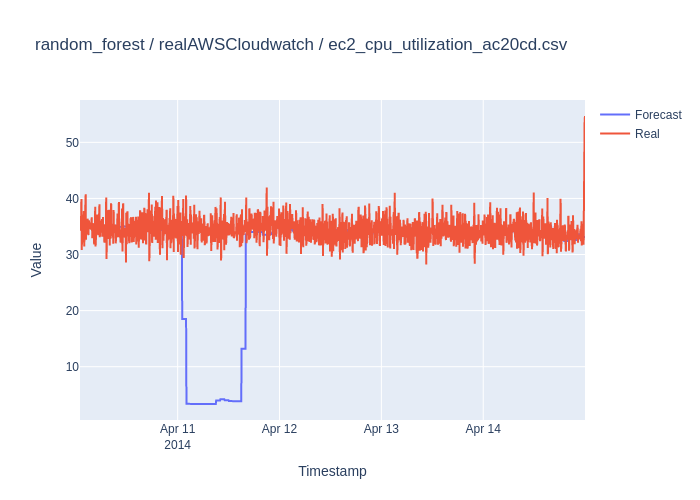 random_forest / realAWSCloudwatch / ec2_cpu_utilization_ac20cd.csv
Forecast
Real
Value
50
40
30
20
10
Apr 11
2014
Apr 12
Apr 13
Apr 14
Timestamp